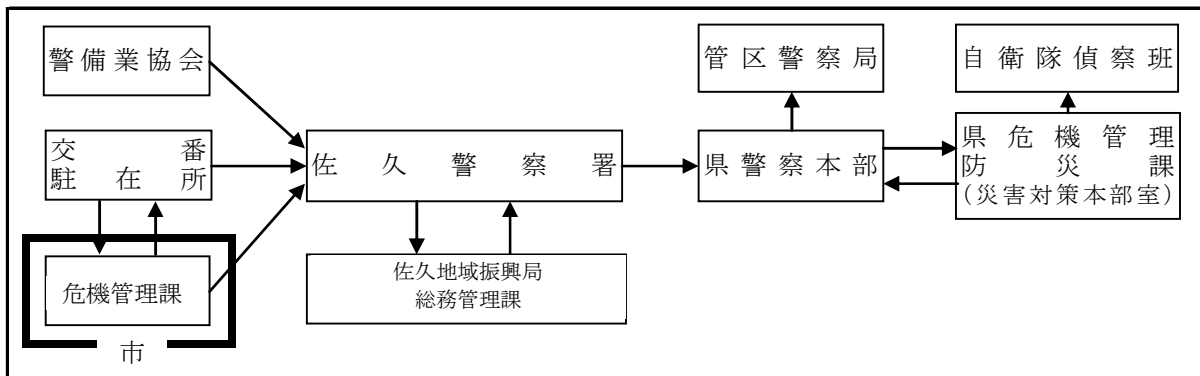 警備業協会
管区警察局
自衛隊偵察班
交番
駐在所
佐久警察署
県警察本部
県危機管理
防災課
(災害対策本部室)
危機管理課
佐久地域振興局
総務管理課
市